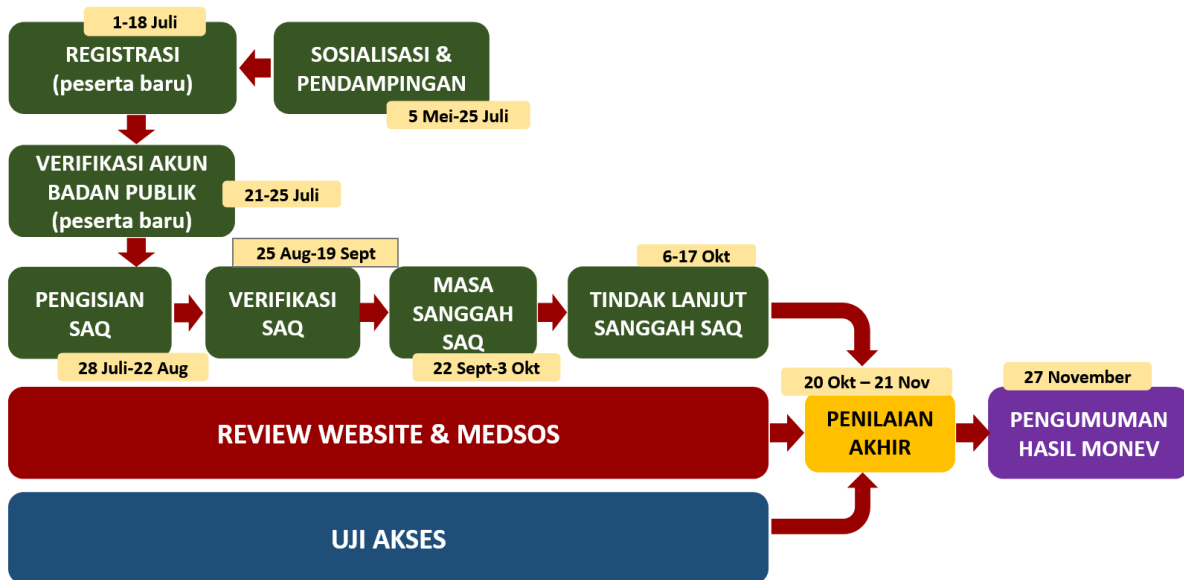 1-18 Juli
REGISTRASI
(peserta baru)
SOSIALISASI &
PENDAMPINGAN
5 Mei-25 Juli
VERIFIKASI AKUN
BADAN PUBLIK
(peserta baru)
21-25 Juli
PENGISIAN
SAQ
28 Juli-22 Aug
25 Aug-19 Sept
VERIFIKASI
SAQ
MASA
SANGGAH
SAQ
22 Sept-3 Okt
6-17 Okt
TINDAK LANJUT
SANGGAH SAQ
REVIEW WEBSITE & MEDSOS
UJI AKSES
20 Okt – 21 Nov
PENILAIAN
AKHIR
27 November
PENGUMUMAN
HASIL MONEV